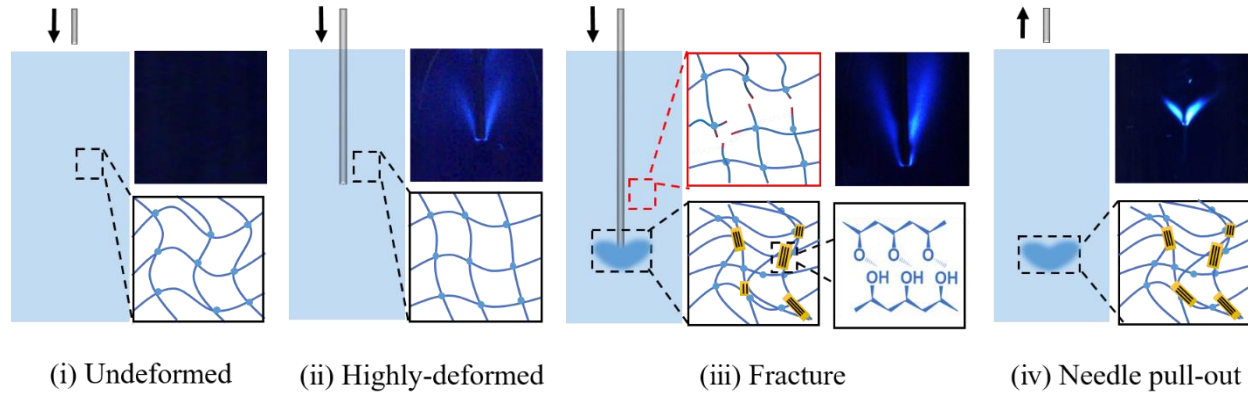 O O O
OH OH OH
(i) Undeformed
(ii) Highly-deformed
(iii) Fracture
(iv) Needle pull-out